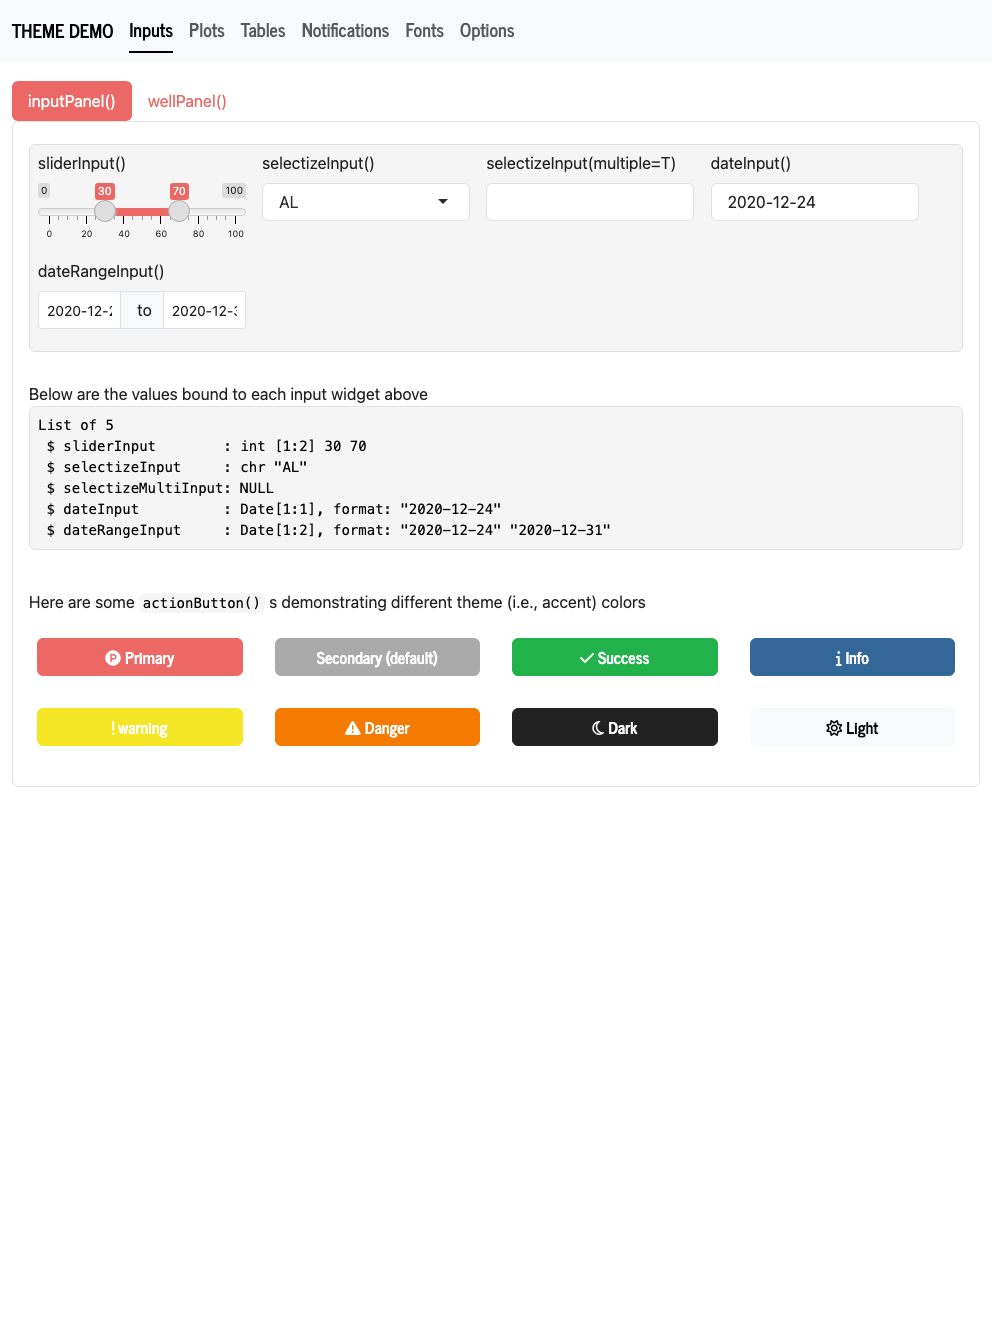 THEME DEMO Inputs Plots Tables Notifications Fonts Options
inputPanel() wellPanel()
sliderInput() selectizeInput() selectizeInput(multiple=T) dateInput()
0 30 70 100
AL
2020-12-24
0 20 40 60 80 100
dateRangeInput()
2020-12-2 to 2020-12-3
Below are the values bound to each input widget above
List of 5
 $ sliderInput        : int [1:2] 30 70
 $ selectizeInput     : chr "AL"
 $ selectizeMultiInput: NULL
 $ dateInput          : Date[1:1], format: "2020-12-24"
 $ dateRangeInput     : Date[1:2], format: "2020-12-24" "2020-12-31"
Here are some actionButton() s demonstrating different theme (i.e., accent) colors
P Primary Secondary (default) Success i Info
! warning Danger Dark Light